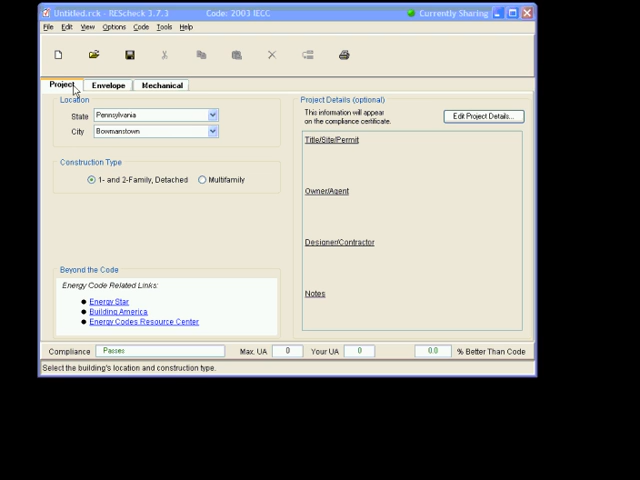 Untitled.rck - REScheck 3.7.3 Code: 2003 IECC Currently Sharing
File Edit View Options Code Tools Help
Project Envelope Mechanical
Location
State Pennsylvania
City Bowmanstown
Construction Type
1- and 2-Family, Detached Multifamily
Beyond the Code
Energy Code Related Links:
Energy Star
Building America
Energy Codes Resource Center
Project Details (optional)
This information will appear
on the compliance certificate.
Edit Project Details...
Title/Site/Permit
Owner/Agent
Designer/Contractor
Notes
Compliance Passes Max. UA 0 Your UA 0 0.0 % Better Than Code
Select the building's location and construction type.